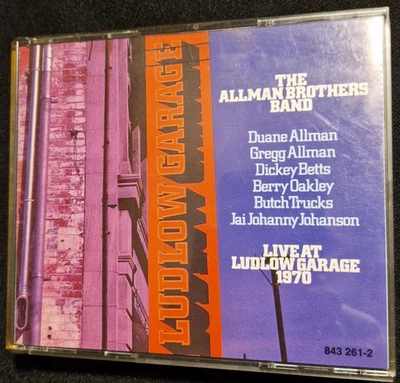 LUDLOW GARAGE
THE
ALLMAN BROTHERS
BAND
Duane Allman
Gregg Allman
Dickey Betts
Berry Oakley
Butch Trucks
Jai Johanny Johanson
LIVE AT
LUDLOW GARAGE
1970
843 261-2